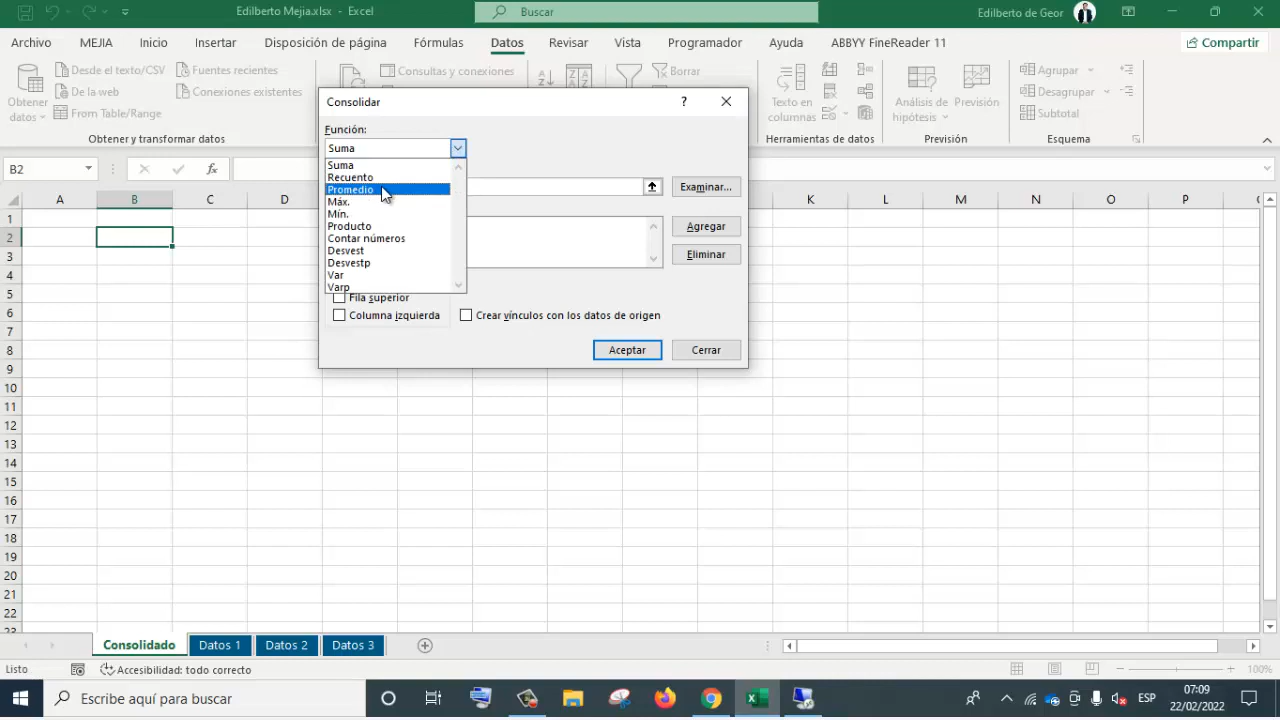 Edilberto Mejia.xlsx - Excel
Buscar
Edilberto de Geor
Archivo MEJIA Inicio Insertar Disposición de página Fórmulas Datos Revisar Vista Programador Ayuda ABBYY FineReader 11 Compartir
Obtener datos
Desde el texto/CSV
De la web
From Table/Range
Fuentes recientes
Conexiones existentes
Obtener y transformar datos
Consultas y conexiones
Borrar
Texto en columnas
Herramientas de datos
Análisis de hipótesis
Previsión
Previsión
Agrupar
Desagrupar
Subtotal
Esquema
B2
Consolidar
?
Función:
Suma
Suma
Recuento
Promedio
Máx.
Mín.
Producto
Contar números
Desvest
Desvestp
Var
Varp
Examinar...
Agregar
Eliminar
Fila superior
Columna izquierda
Crear vínculos con los datos de origen
Aceptar
Cerrar
A B C D K L M N O P
1
2
3
4
5
6
7
8
9
10
11
12
13
14
15
16
17
18
19
20
21
22
23
Consolidado Datos 1 Datos 2 Datos 3
Listo
Accesibilidad: todo correcto
100%
Escribe aquí para buscar
ESP
07:09
22/02/2022